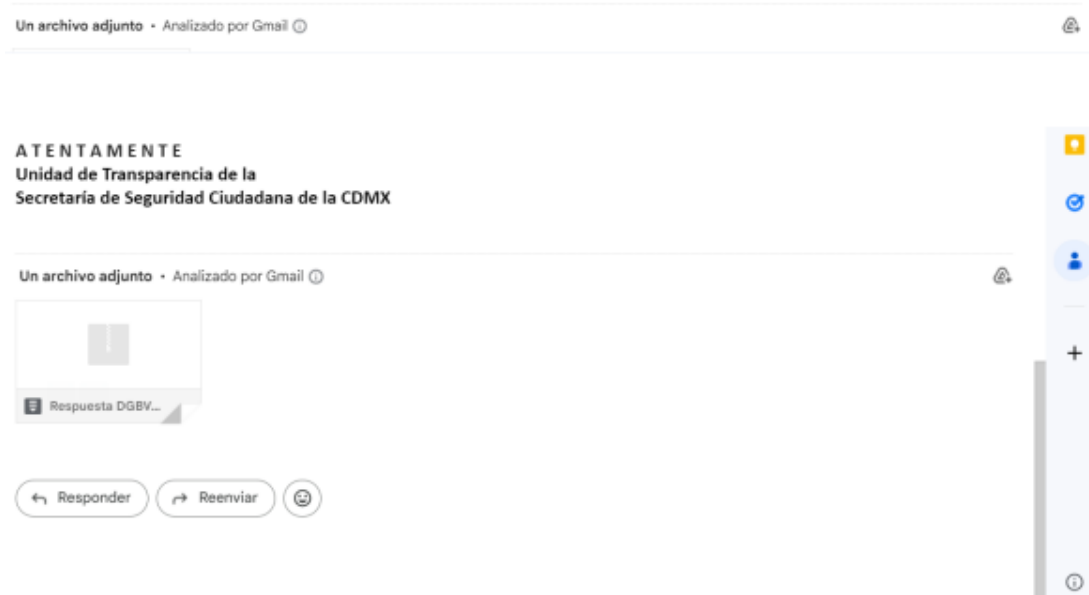 Un archivo adjunto • Analizado por Gmail
ATENTAMENTE
Unidad de Transparencia de la
Secretaría de Seguridad Ciudadana de la CDMX
Un archivo adjunto • Analizado por Gmail
Respuesta DGBV...
Responder Reenviar